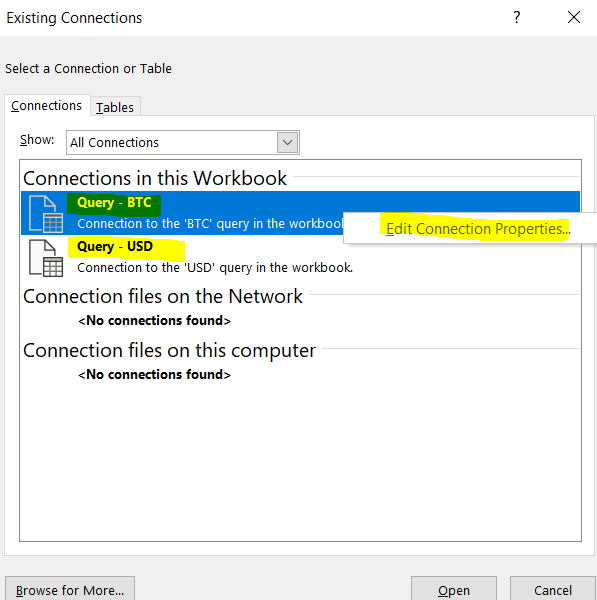 Existing Connections
?
Select a Connection or Table
Connections
Tables
Show:
All Connections
Connections in this Workbook
Query - BTC
Connection to the 'BTC' query in the workbook
Edit Connection Properties...
Query - USD
Connection to the 'USD' query in the workbook.
Connection files on the Network
<No connections found>
Connection files on this computer
<No connections found>
Browse for More...
Open
Cancel